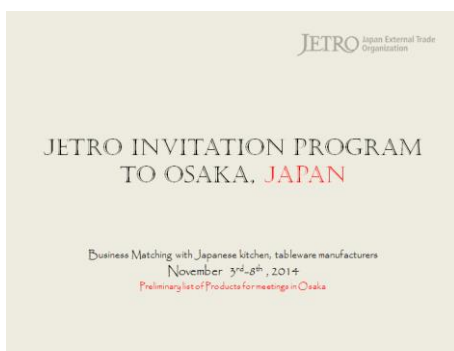 JETRO Japan External Trade
Organization
JETRO INVITATION PROGRAM
TO OSAKA, JAPAN
Business Matching with Japanese kitchen, tableware manufacturers
November 3rd-8th , 2014
Preliminary list of Products for meetings in Osaka